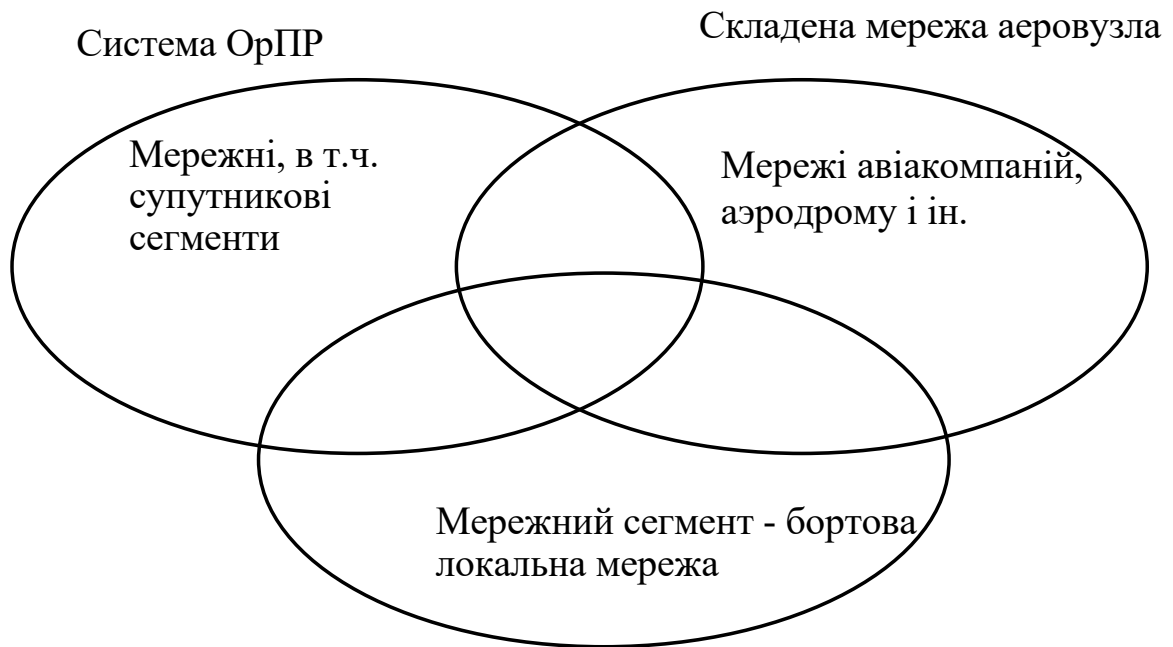 Система ОрПР
Складена мережа аеровузла
Мережні, в т.ч.
супутникові
сегменти
Мережі авіакомпаній,
аэродрому і ін.
Мережний сегмент - бортова
локальна мережа